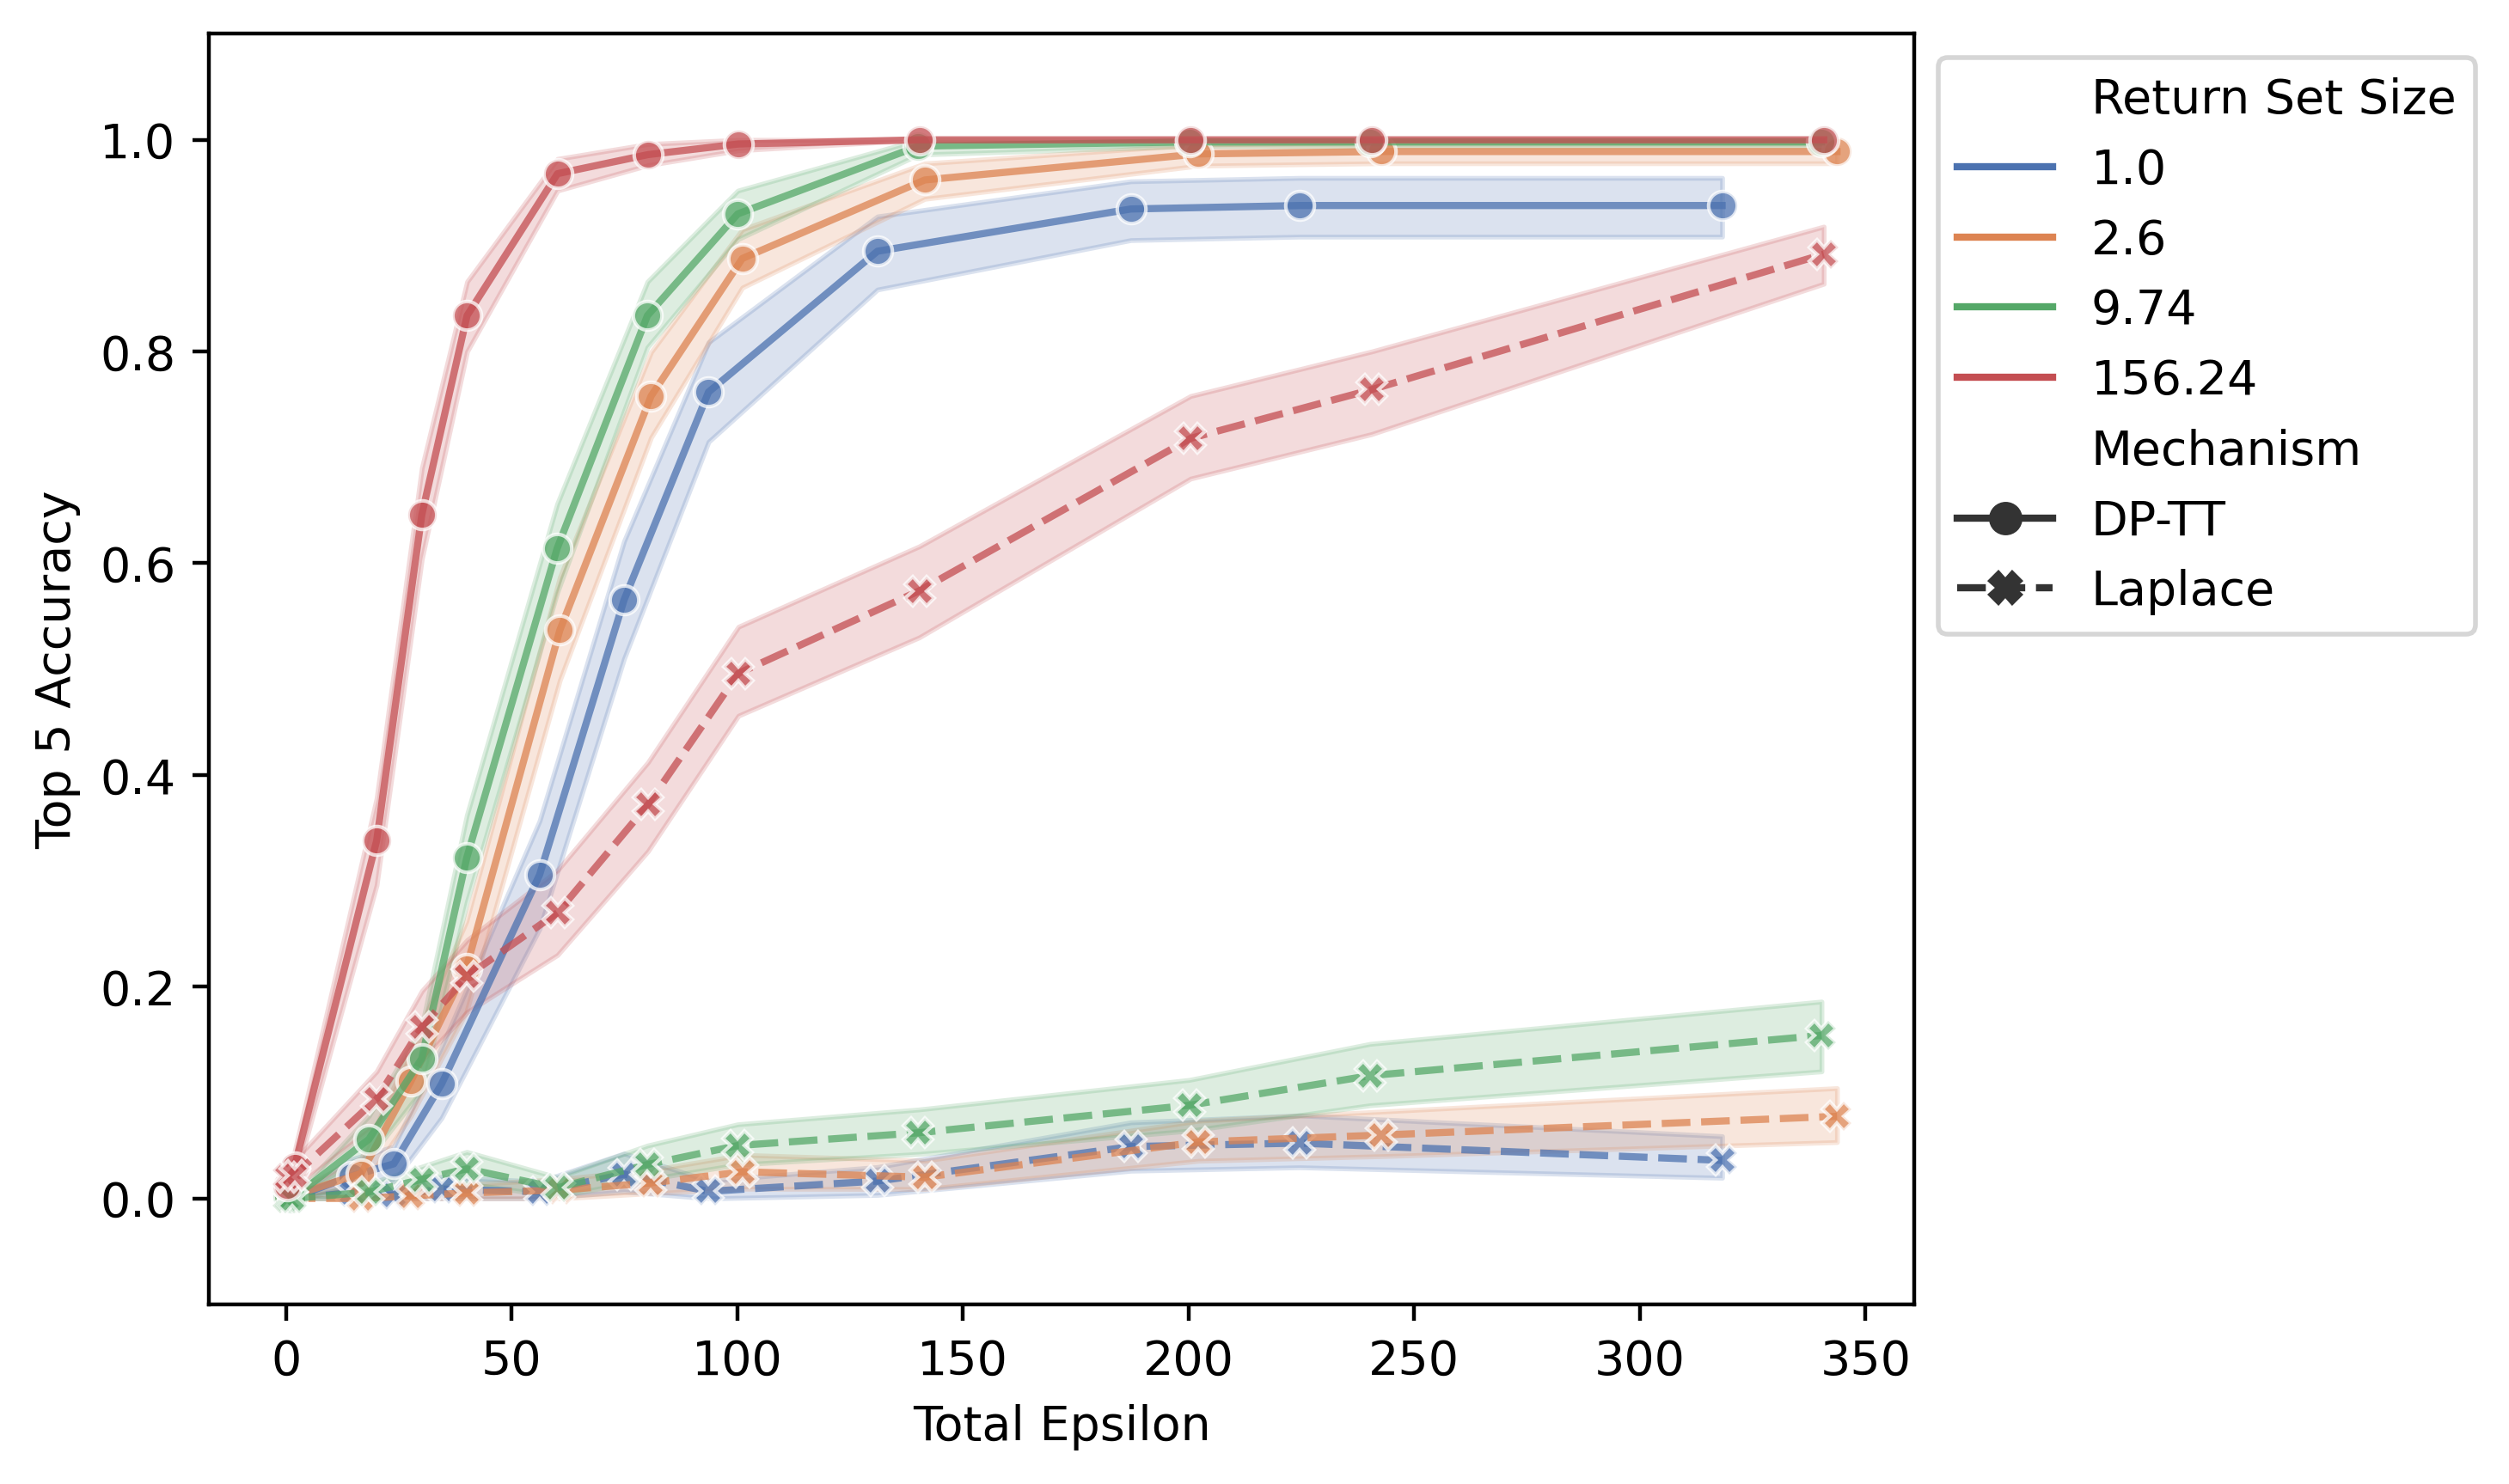 1.0
0.8
0.6
0.4
0.2
0.0
Top 5 Accuracy
0 50 100 150 200 250 300 350
Total Epsilon
Return Set Size
1.0
2.6
9.74
156.24
Mechanism
DP-TT
Laplace